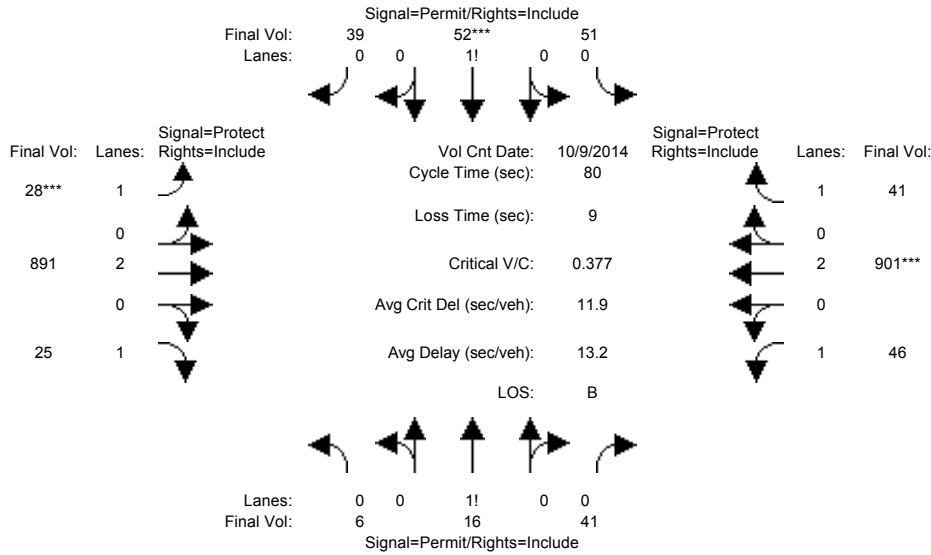 Signal=Permit/Rights=Include
Final Vol: 39 52*** 51
Lanes: 0 0 1! 0 0
Signal=Protect Signal=Protect
Final Vol: Lanes: Rights=Include Vol Cnt Date: 10/9/2014 Rights=Include Lanes: Final Vol:
Cycle Time (sec): 80
28*** 1 1 41
Loss Time (sec): 9
0 0
891 2 Critical V/C: 0.377 2 901***
0 Avg Crit Del (sec/veh): 11.9 0
25 1 Avg Delay (sec/veh): 13.2 1 46
LOS: B
Lanes: 0 0 1! 0 0
Final Vol: 6 16 41
Signal=Permit/Rights=Include